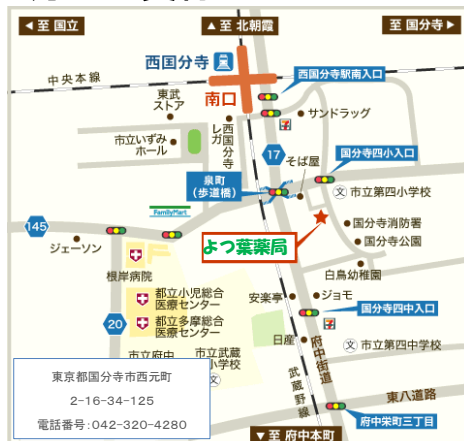 ◀至 国立
▲至 北朝霞
至 国分寺▶
西国分寺
中央本線
西国分寺駅南入口
東武
ストア
南口
サンドラッグ
市立いずみ
ホール
西国分寺
レガ
17
そば屋
国分寺四小入口
泉町
(歩道橋)
文
市立第四小学校
FamilyMart
145
国分寺消防署
ジェーソン
よつ葉薬局
国分寺公園
根岸病院
白鳥幼稚園
都立小児総合
医療センター
安楽亭
ジョモ
国分寺四中入口
20
都立多摩総合
医療センター
日産
府中街道
文
市立第四中学校
市立府中
市立武蔵
小学校
文
武蔵野線
東八道路
東京都国分寺市西元町
2-16-34-125
電話番号:042-320-4280
府中栄町三丁目
▼至 府中本町